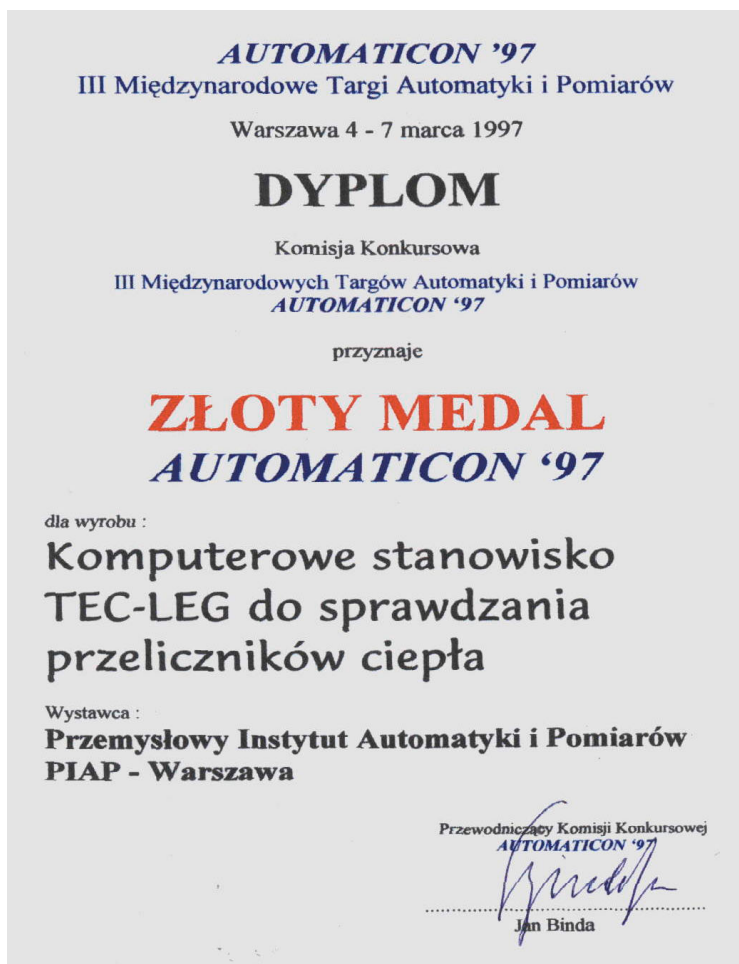 AUTOMATICON '97
III Międzynarodowe Targi Automatyki i Pomiarów
Warszawa 4 - 7 marca 1997
DYPLOM
Komisja Konkursowa
III Międzynarodowych Targów Automatyki i Pomiarów
AUTOMATICON '97
przyznaje
ZŁOTY MEDAL
AUTOMATICON '97
dla wyrobu :
Komputerowe stanowisko
TEC-LEG do sprawdzania
przeliczników ciepła
Wystawca :
Przemysłowy Instytut Automatyki i Pomiarów
PIAP - Warszawa
Przewodniczący Komisji Konkursowej
AUTOMATICON '97
Jan Binda